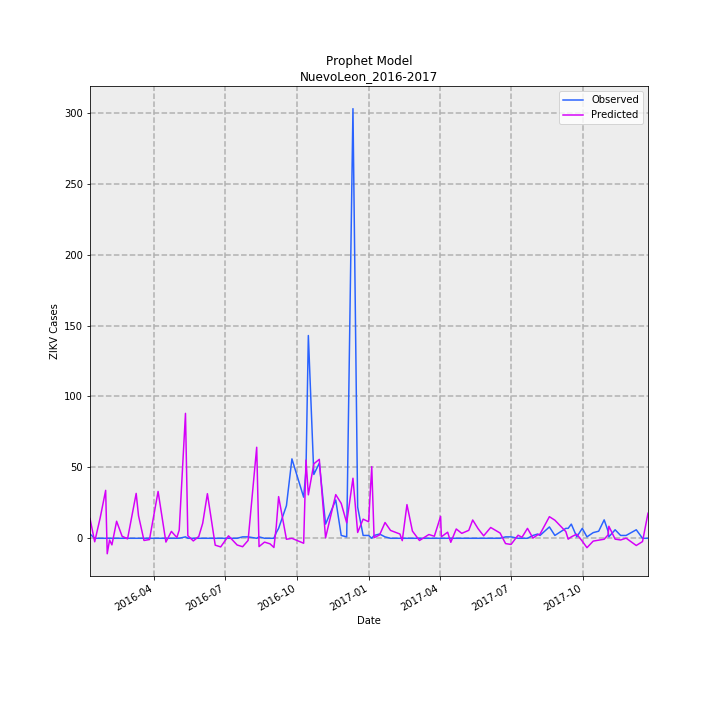 Prophet Model
NuevoLeon_2016-2017
Observed
Predicted
300
250
200
150
100
50
0
ZIKV Cases
2016-04
2016-07
2016-10
2017-01
2017-04
2017-07
2017-10
Date